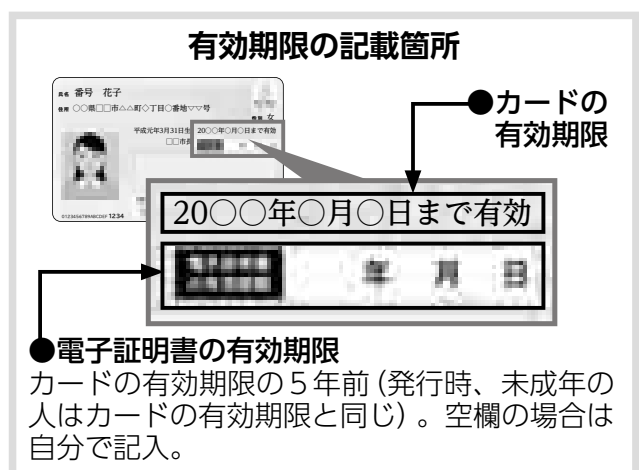 有効期限の記載箇所
氏名 番号 花子
住所 ○○県□□市△△町◇丁目○番地▽▽号
女
平成元年3月31日生
20○○年○月○日まで有効
□□市長
0123456789ABCDEF 1234
●カードの
有効期限
20○○年○月○日まで有効
年 月 日
●電子証明書の有効期限
カードの有効期限の5年前(発行時、未成年の
人はカードの有効期限と同じ)。空欄の場合は
自分で記入。